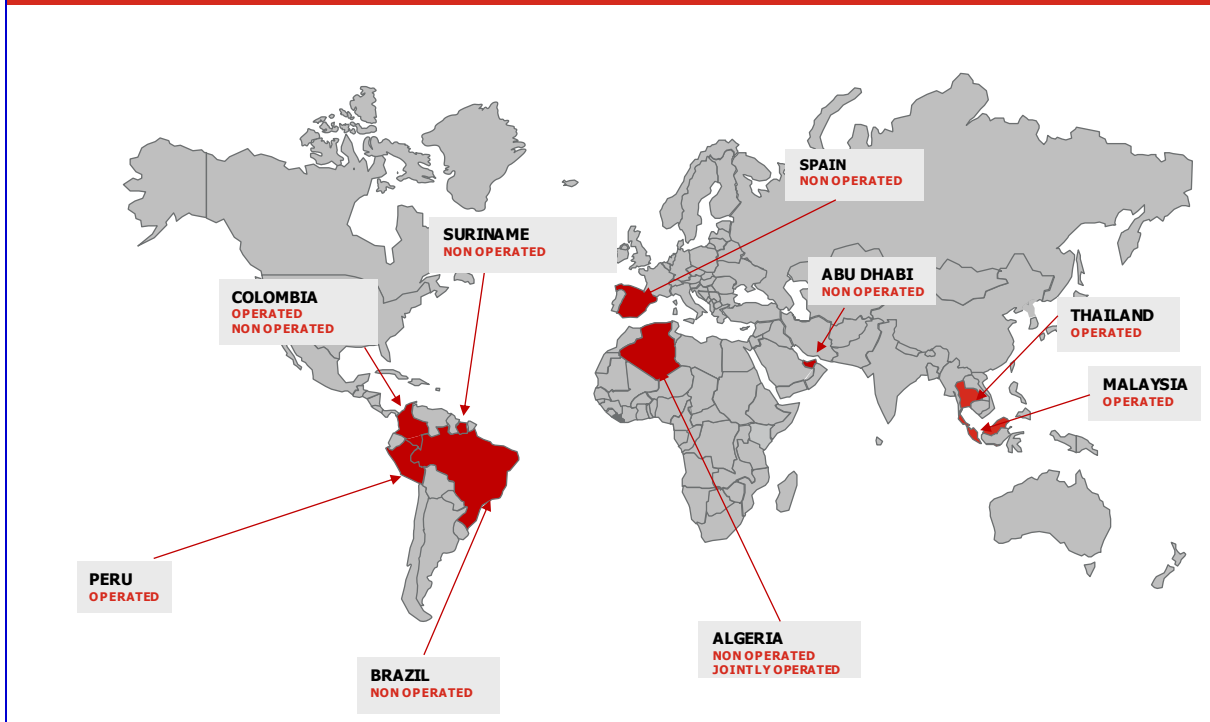 SPAIN
NON OPERATED
SURINAME
NON OPERATED
ABU DHABI
NON OPERATED
COLOMBIA
OPERATED
NON OPERATED
THAILAND
OPERATED
MALAYSIA
OPERATED
PERU
OPERATED
ALGERIA
NON OPERATED
JOINTLY OPERATED
BRAZIL
NON OPERATED